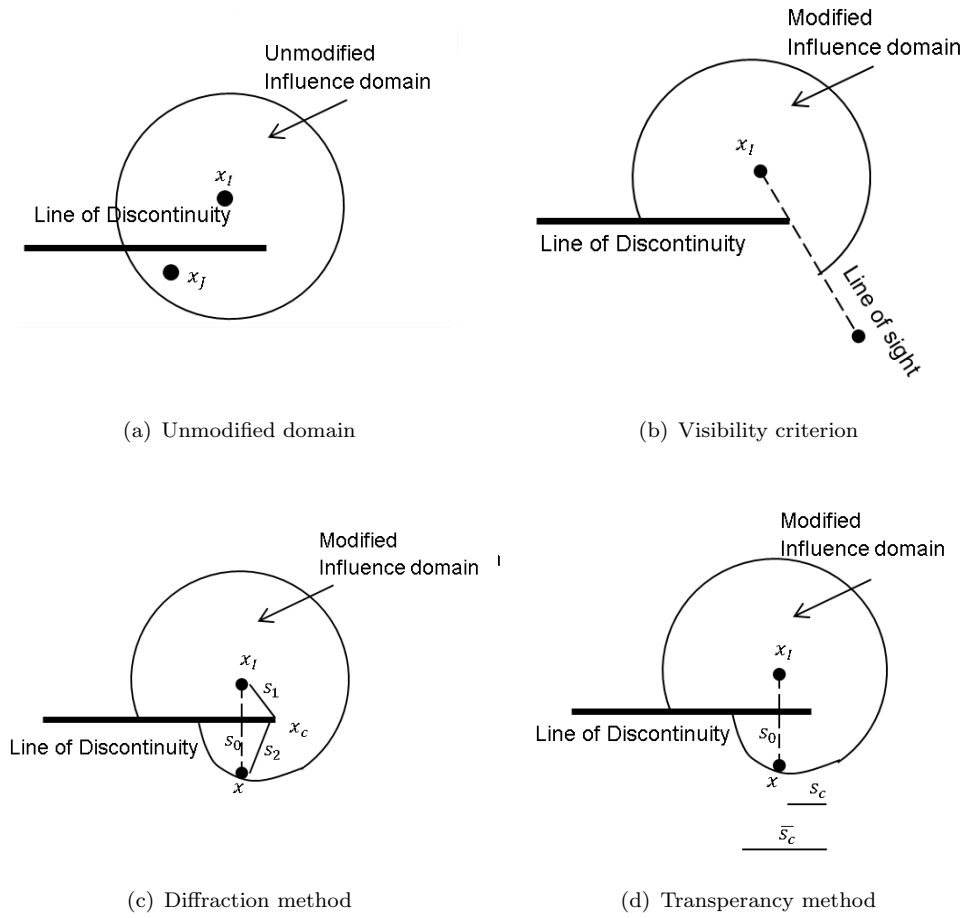 Unmodified
Influence domain
x_I
Line of Discontinuity
x_J
(a) Unmodified domain
Modified
Influence domain
x_I
Line of Discontinuity
Line of sight
(b) Visibility criterion
Modified
Influence domain
x_I
s_1
x_c
Line of Discontinuity
s_0
s_2
x
(c) Diffraction method
Modified
Influence domain
x_I
Line of Discontinuity
s_0
x
s_c
s̅_c
(d) Transperancy method